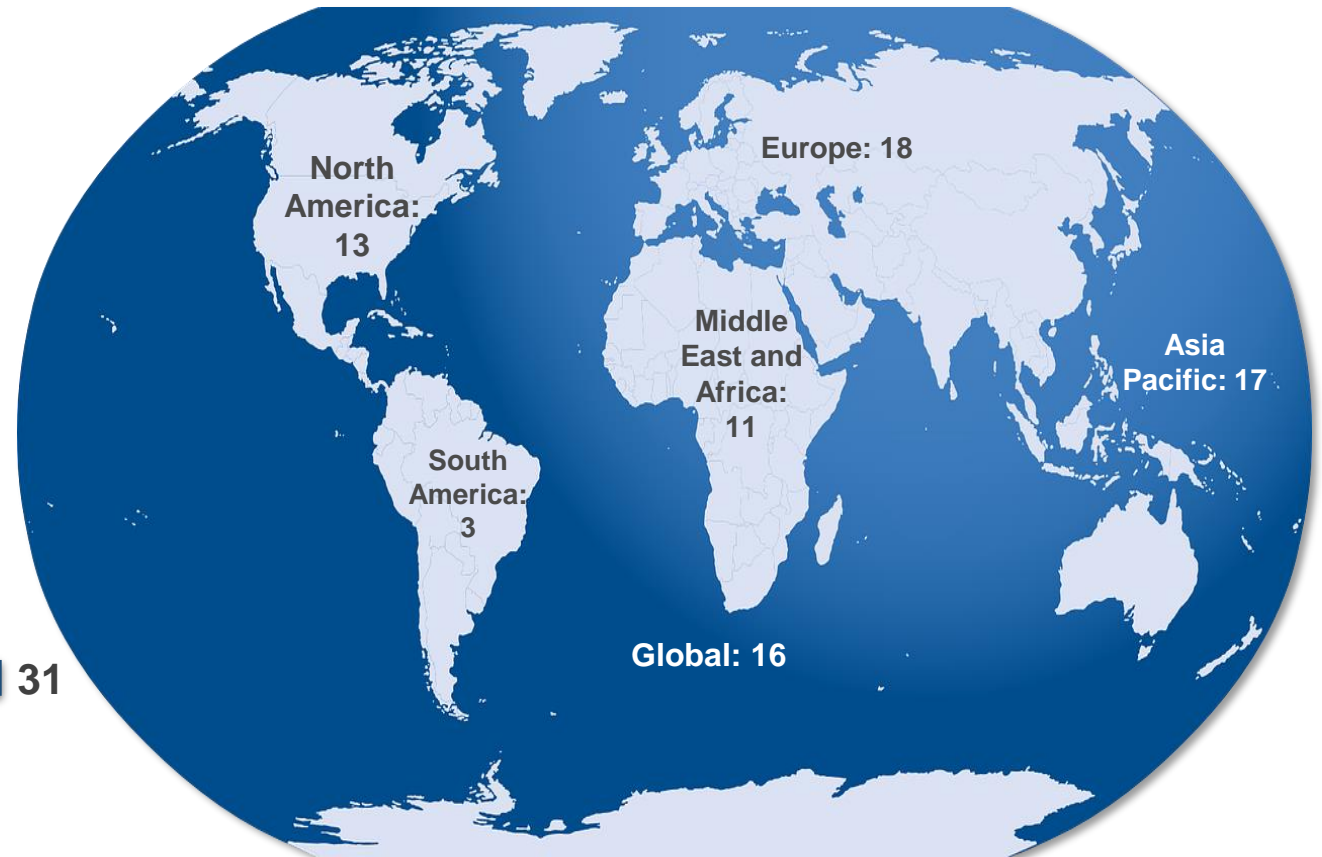 Europe: 18
North
America:
13
Middle
East and
Africa:
11
Asia
Pacific: 17
South
America:
3
Global: 16
31